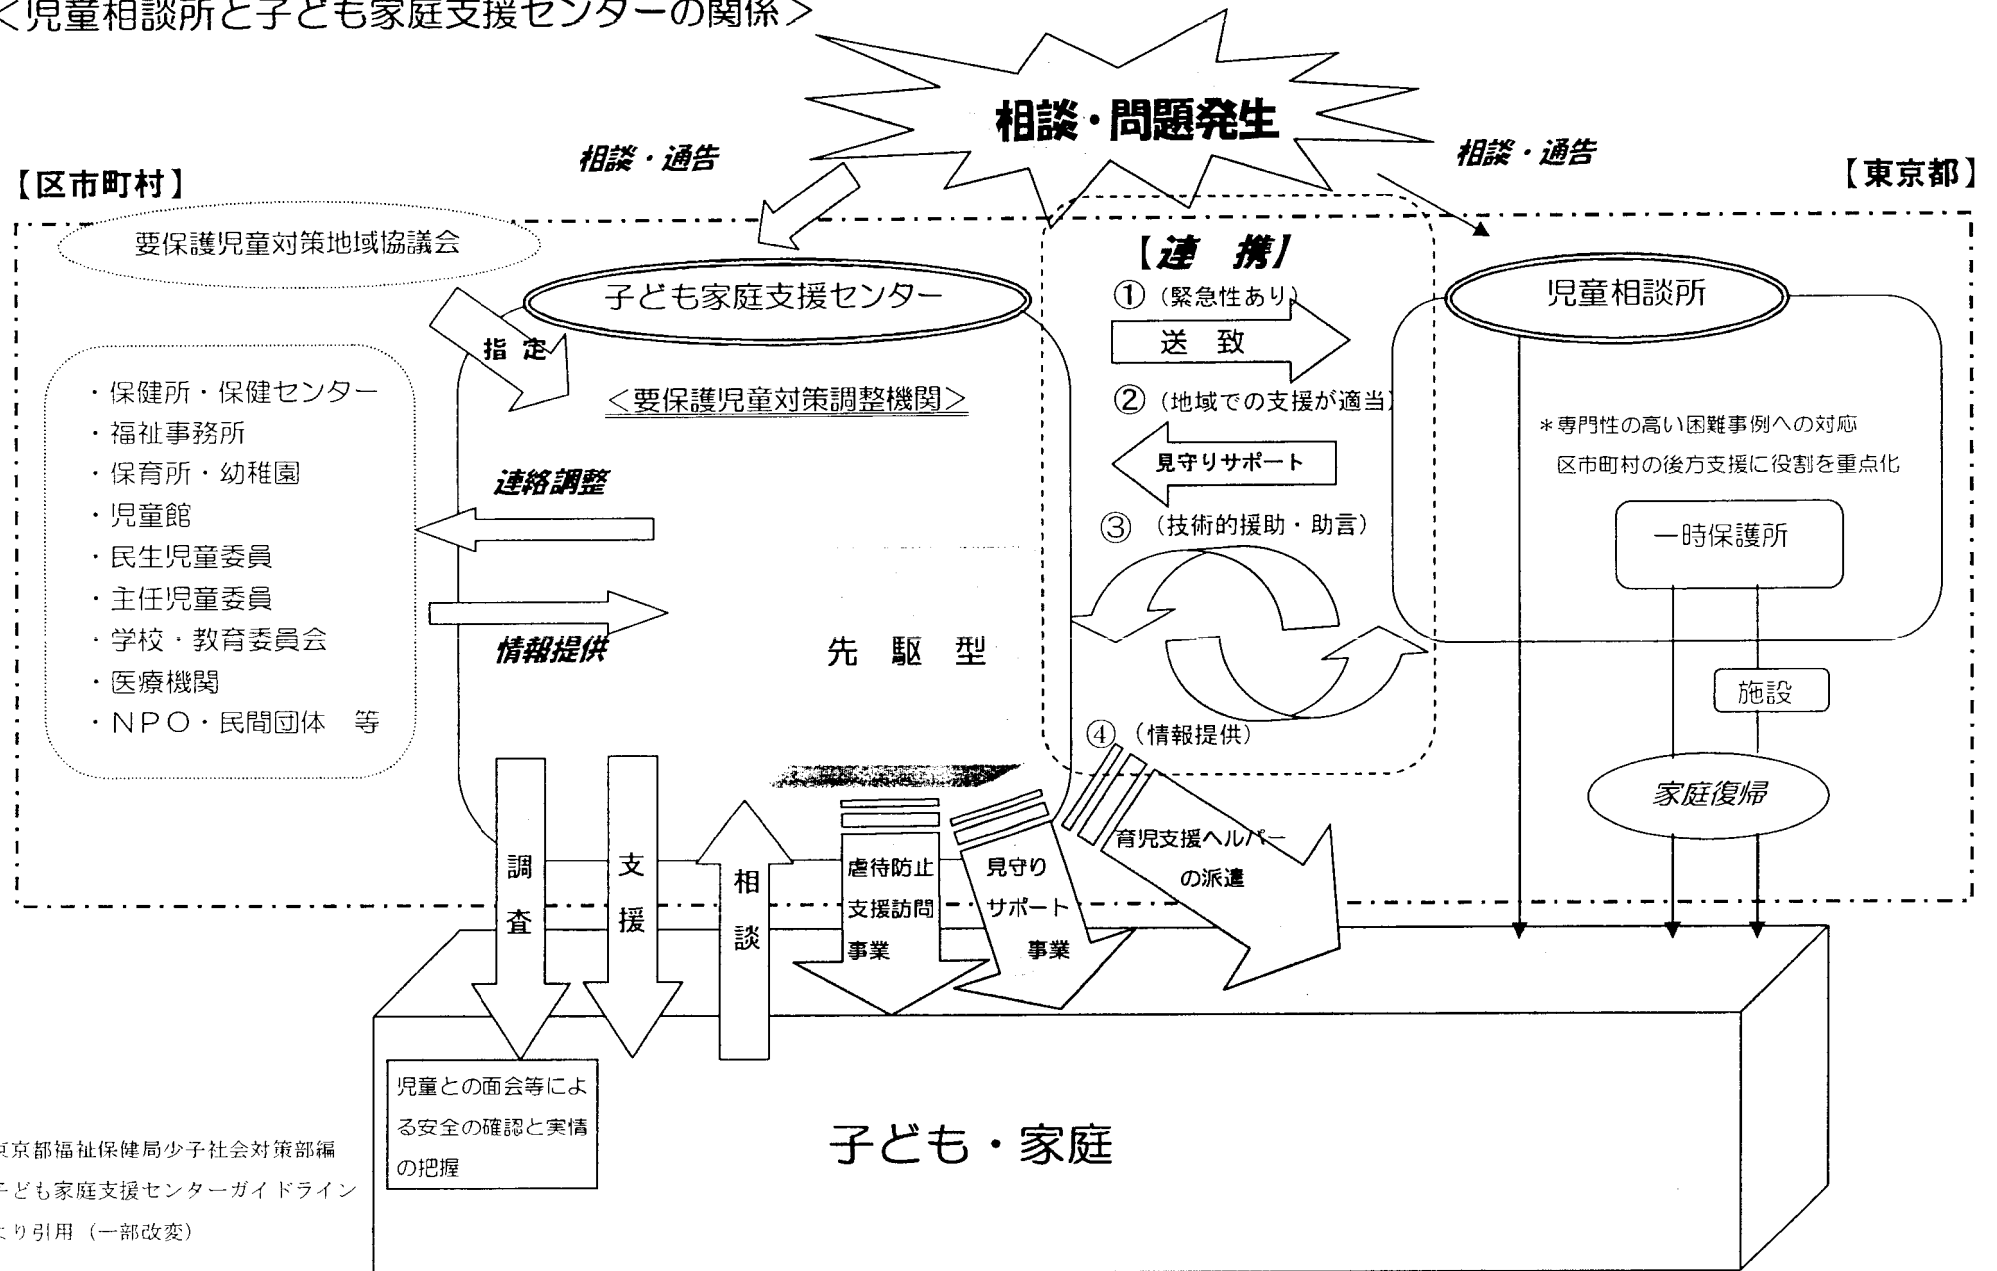 ＜児童相談所と子ども家庭支援センターの関係＞
相談・問題発生
相談・通告
相談・通告
【区市町村】
【東京都】
要保護児童対策地域協議会
【連　携】
子ども家庭支援センター
児童相談所
①（緊急性あり）
指 定
送 致
・保健所・保健センター
・福祉事務所
・保育所・幼稚園
・児童館
・民生児童委員
・主任児童委員
・学校・教育委員会
・医療機関
・ＮＰＯ・民間団体　等
＜要保護児童対策調整機関＞
②（地域での支援が適当）
＊専門性の高い困難事例への対応
区市町村の後方支援に役割を重点化
見守りサポート
連絡調整
③（技術的援助・助言）
一時保護所
情報提供
先 駆 型
施設
④（情報提供）
家庭復帰
調査
支援
相談
虐待防止
支援訪問
事業
見守り
サポート
事業
育児支援ヘルパー
の派遣
児童との面会等によ
る安全の確認と実情
の把握
子ども・家庭
東京都福祉保健局少子社会対策部編
子ども家庭支援センターガイドライン
より引用（一部改変）